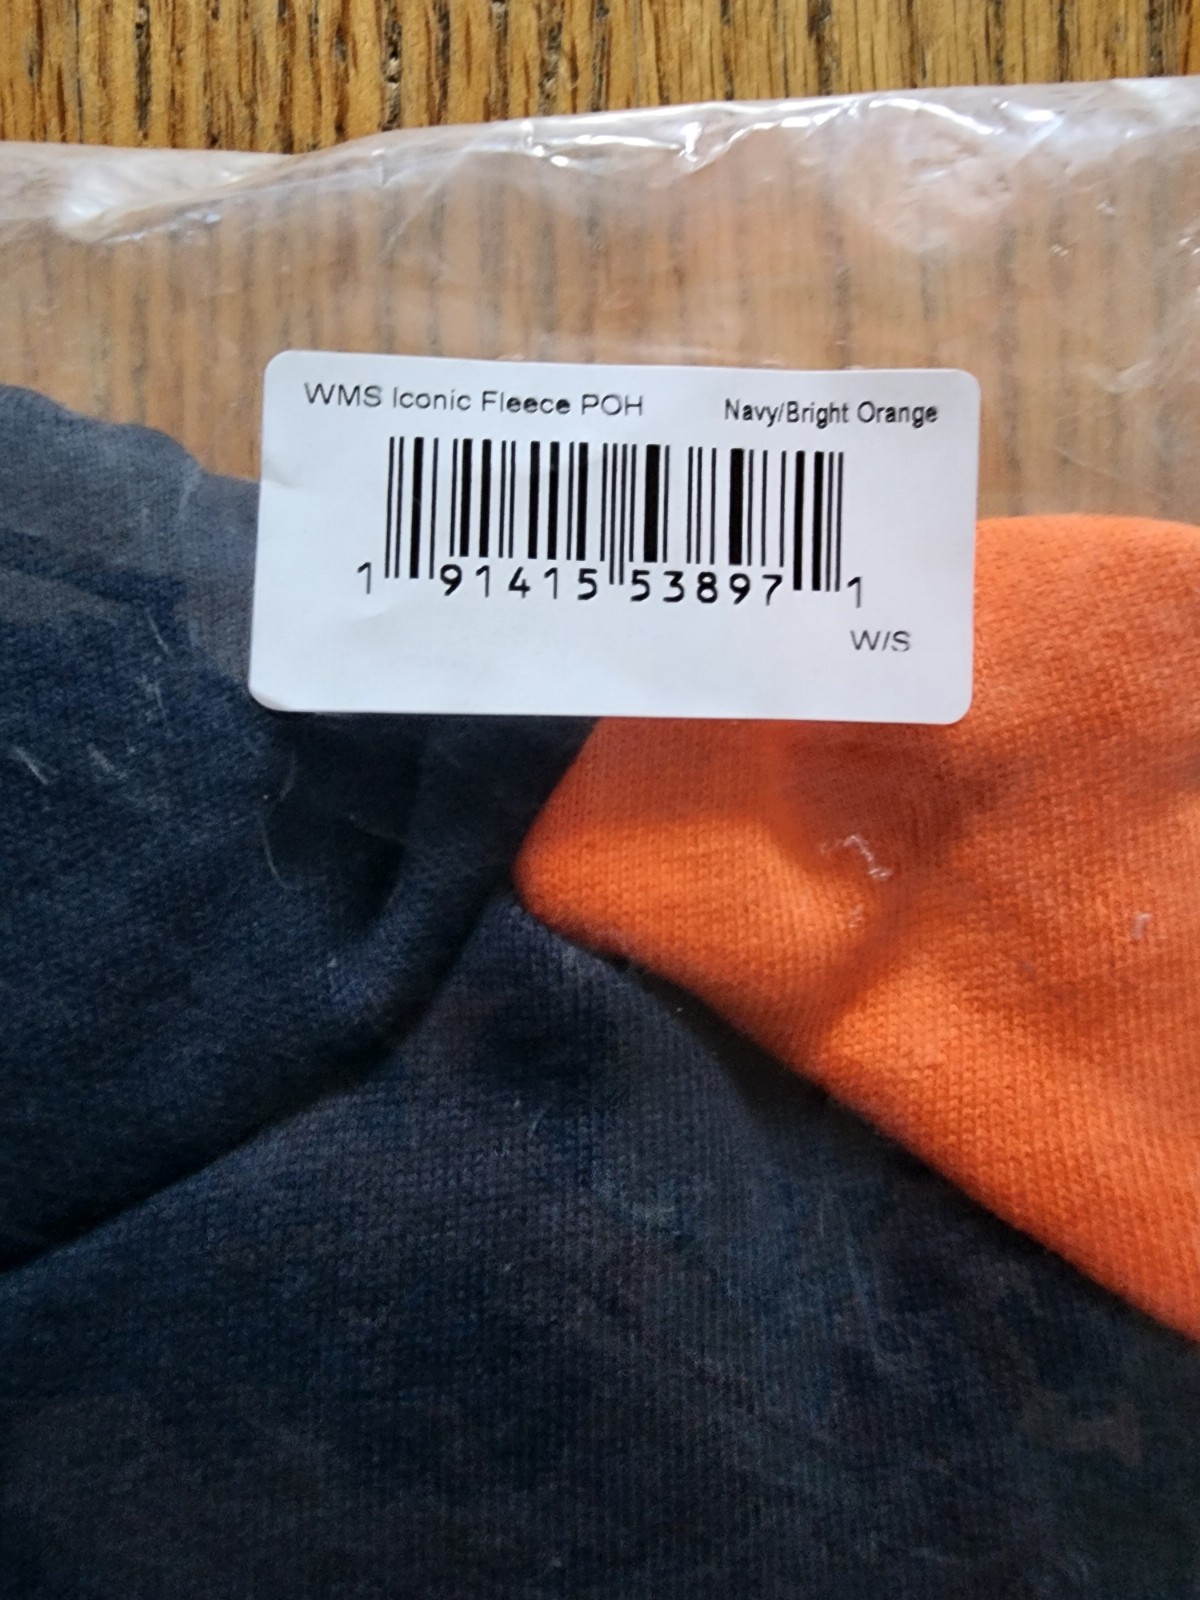 WMS Iconic Fleece POH Navy/Bright Orange
1 91415 53897 1
W/S